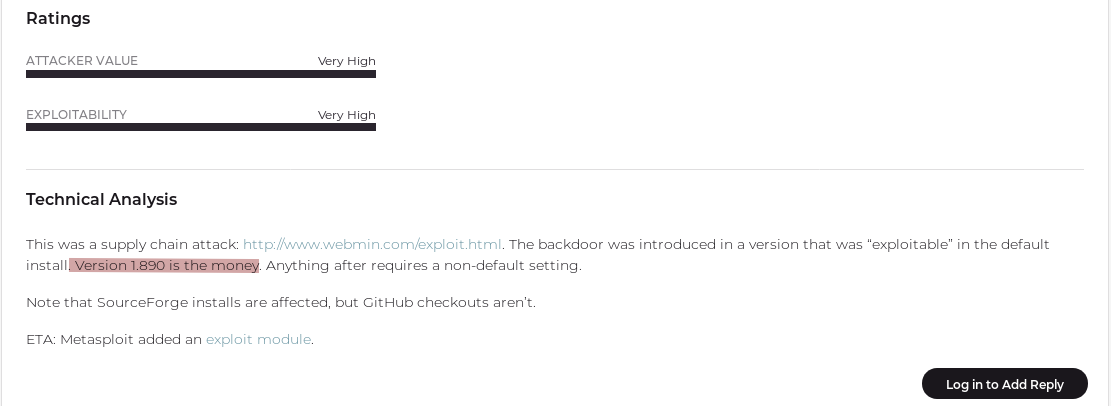 Ratings
ATTACKER VALUE Very High
EXPLOITABILITY Very High
Technical Analysis
This was a supply chain attack: http://www.webmin.com/exploit.html. The backdoor was introduced in a version that was “exploitable” in the default
install. Version 1.890 is the money. Anything after requires a non-default setting.
Note that SourceForge installs are affected, but GitHub checkouts aren’t.
ETA: Metasploit added an exploit module.
Log in to Add Reply